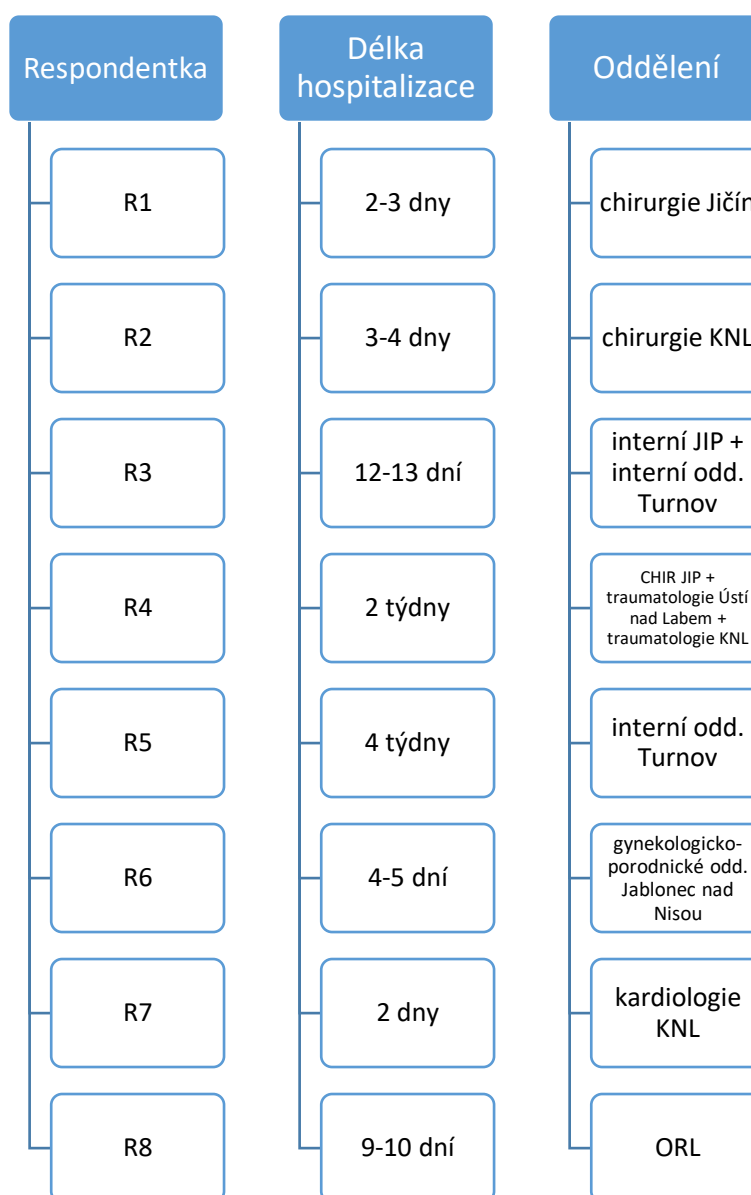 Respondentka
Délka
hospitalizace
Oddělení
R1
2-3 dny
chirurgie Jičín
R2
3-4 dny
chirurgie KNL
R3
12-13 dní
interní JIP +
interní odd.
Turnov
R4
2 týdny
CHIR JIP +
traumatologie Ústí
nad Labem +
traumatologie KNL
R5
4 týdny
interní odd.
Turnov
R6
4-5 dní
gynekologicko-
porodnické odd.
Jablonec nad
Nisou
R7
2 dny
kardiologie
KNL
R8
9-10 dní
ORL